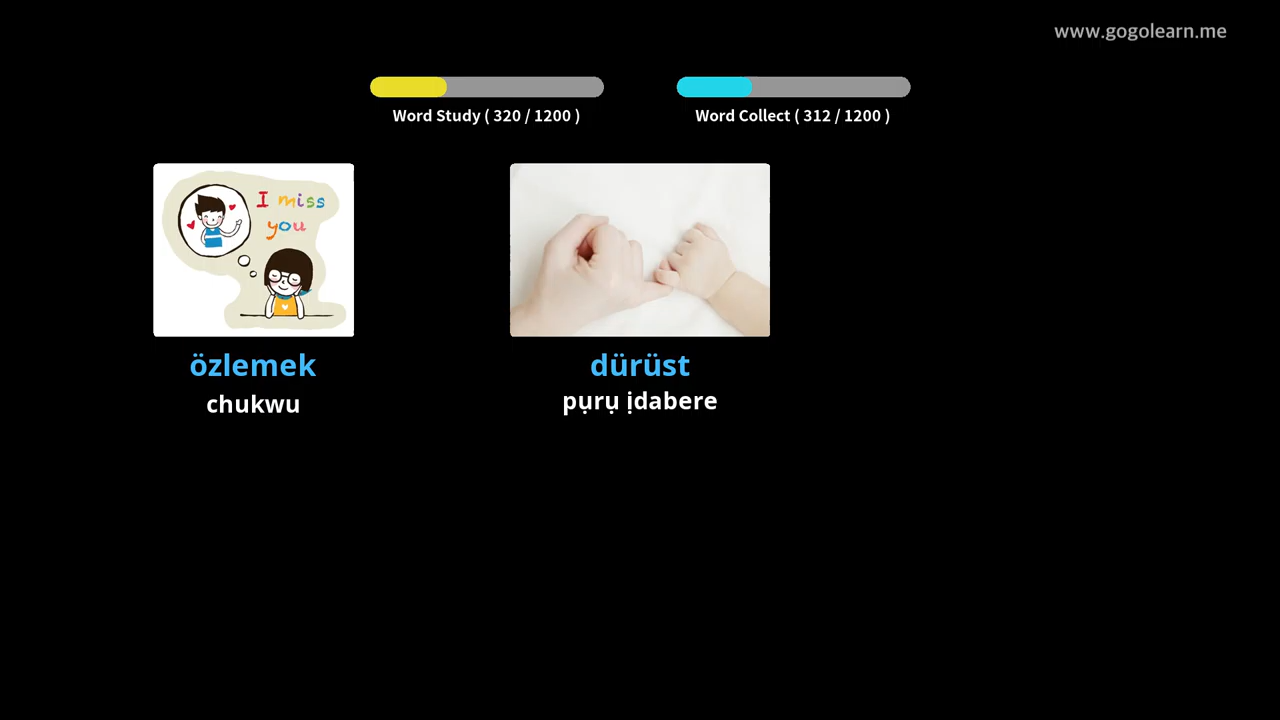 www.gogolearn.me
Word Study ( 320 / 1200 )
Word Collect ( 312 / 1200 )
I miss
you
özlemek
dürüst
chukwu
pụrụ ịdabere